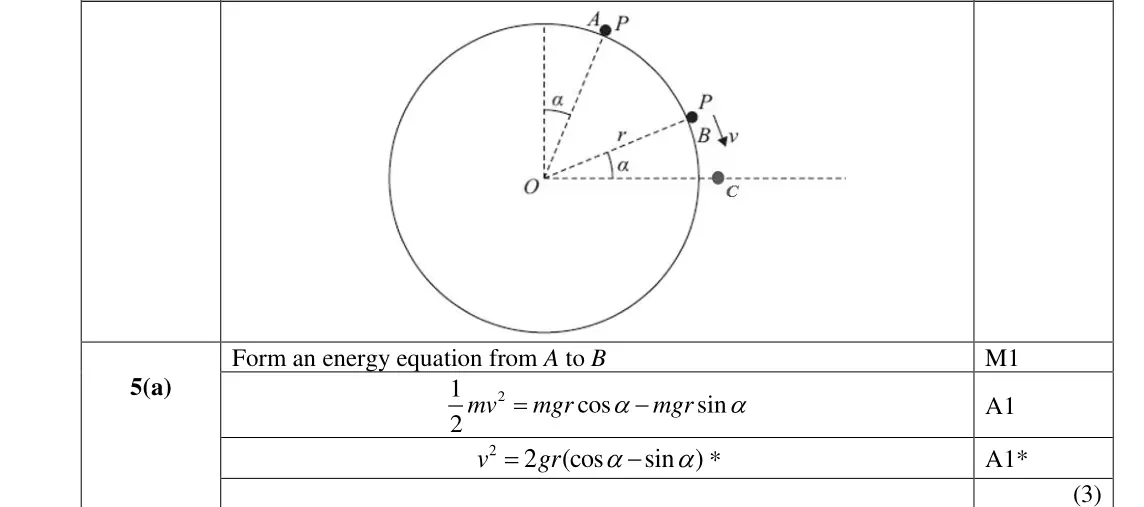 A P
α
P
r B v
α
O C
Form an energy equation from A to B M1
5(a)
1/2 mv² = mgr cos α − mgr sin α A1
v² = 2gr(cos α − sin α) * A1*
(3)